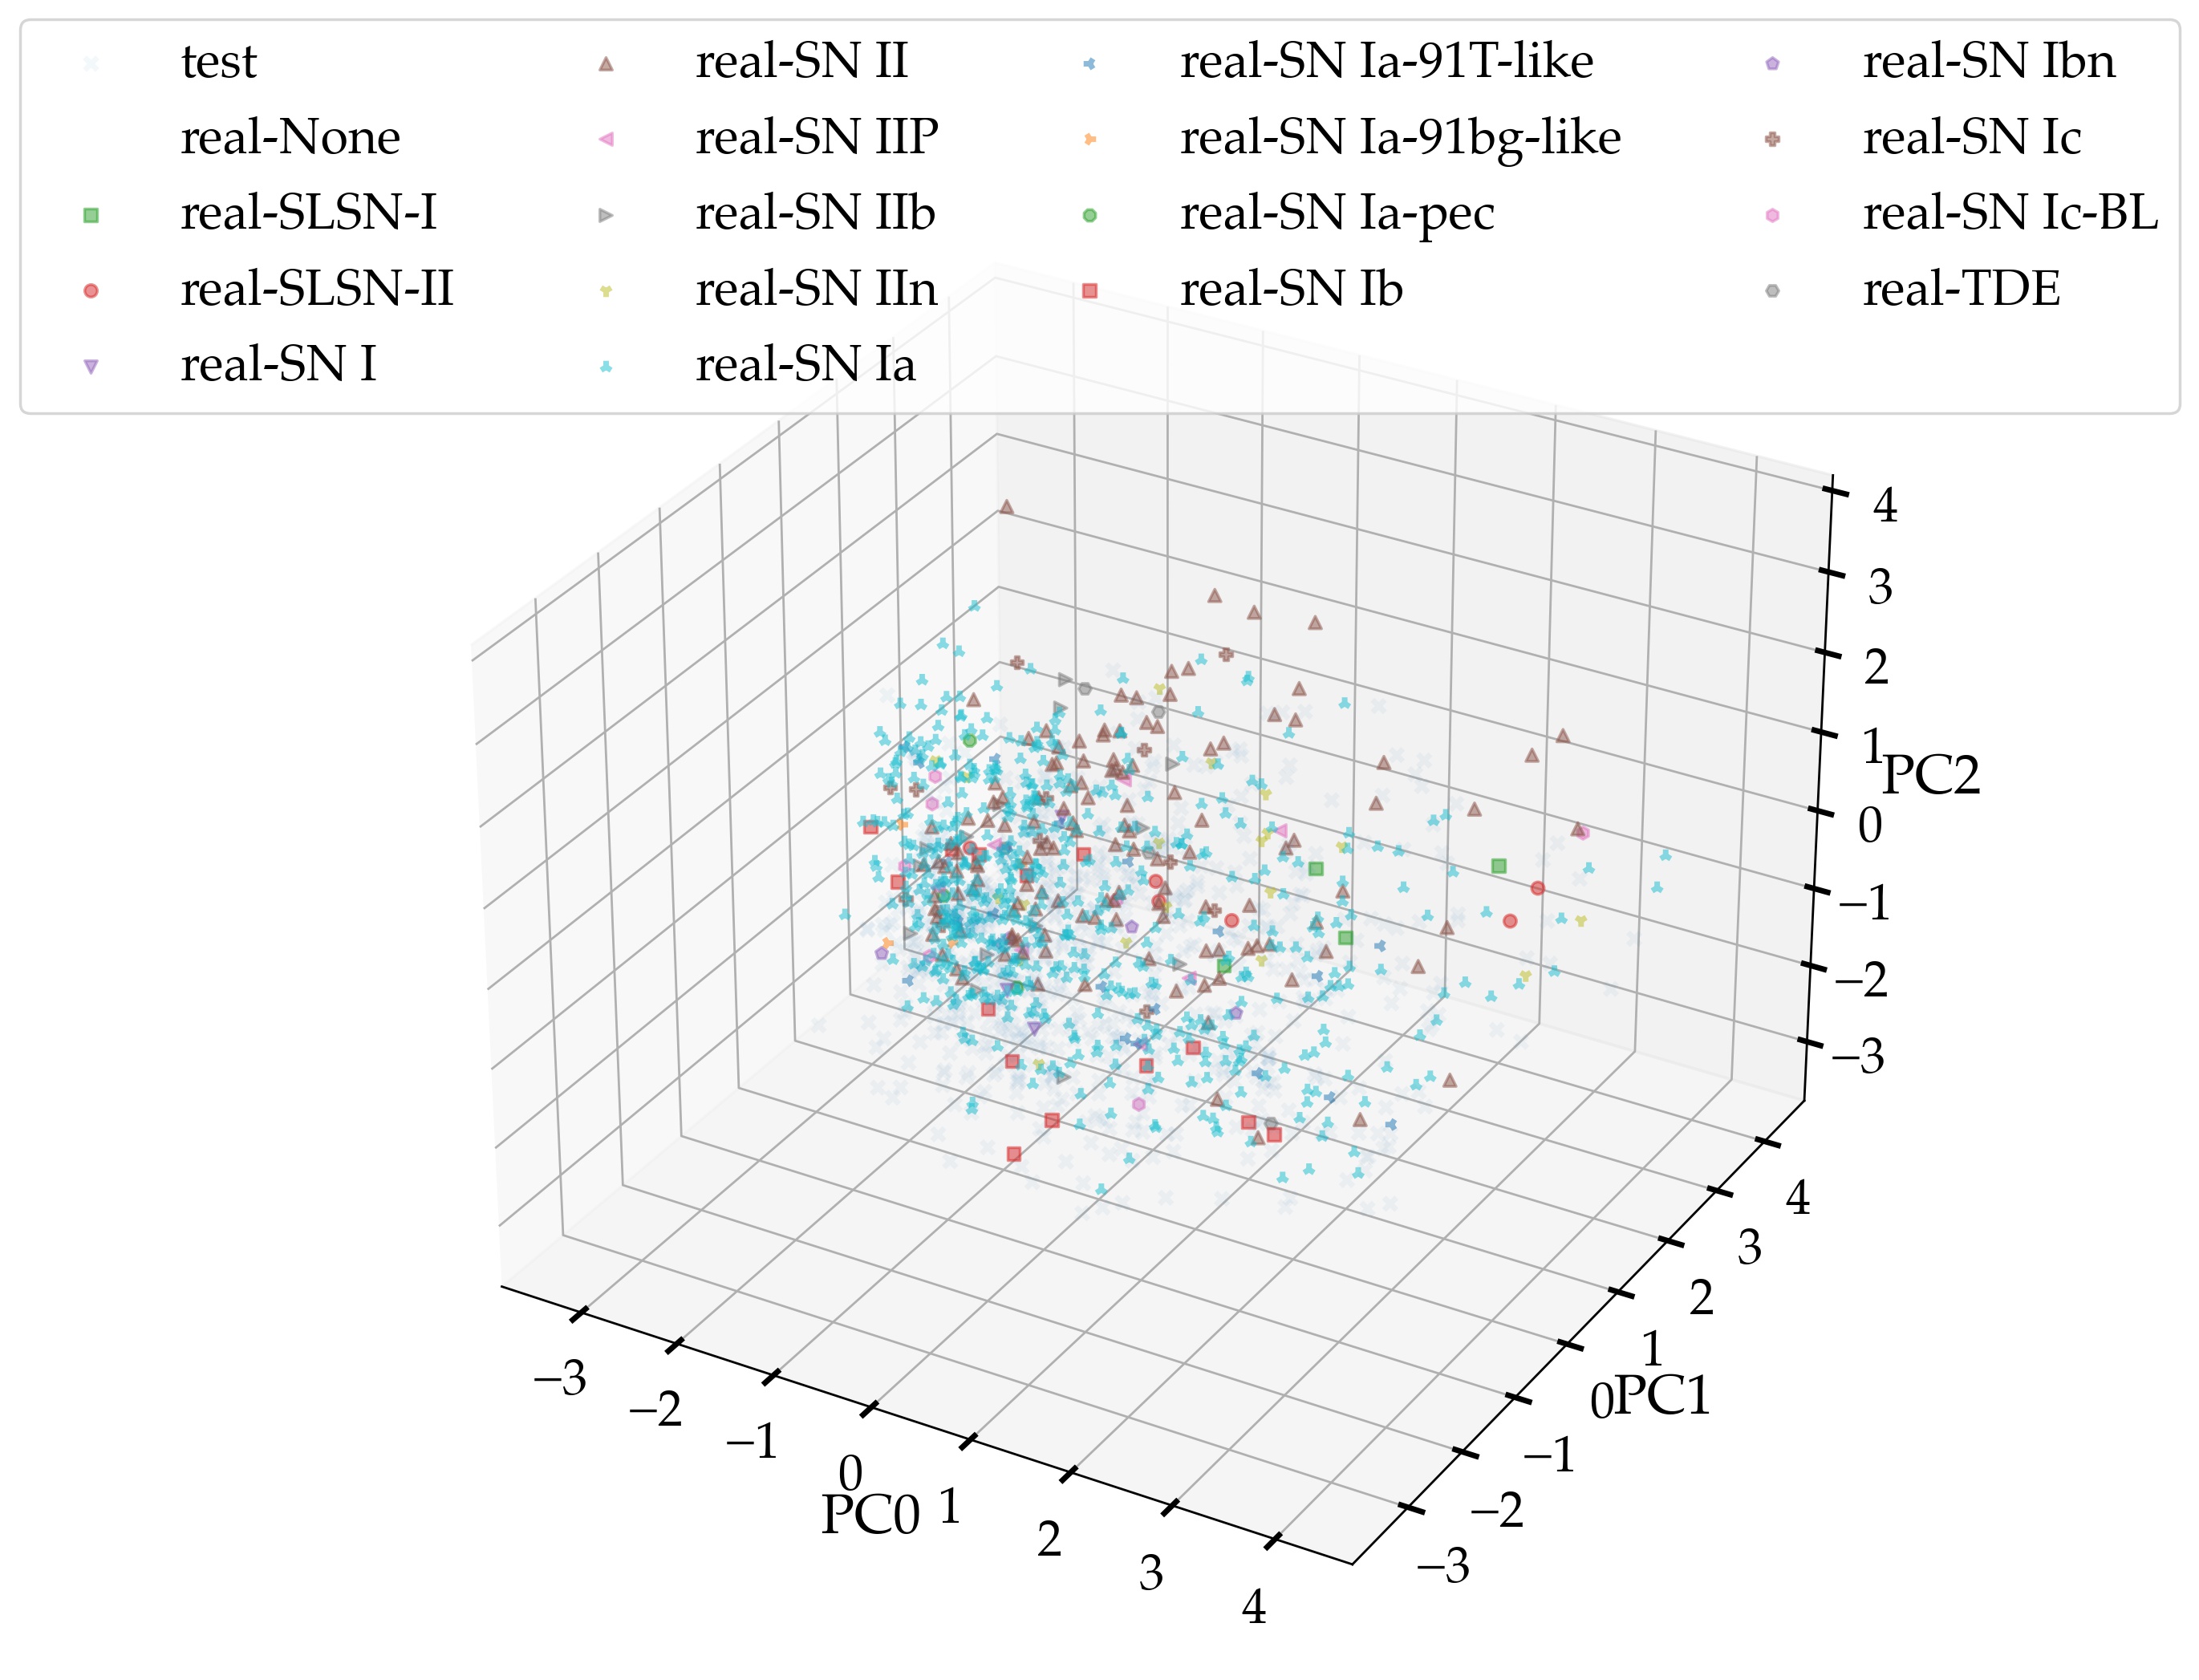 test
real-None
real-SLSN-I
real-SLSN-II
real-SN I
real-SN II
real-SN IIP
real-SN IIb
real-SN IIn
real-SN Ia
real-SN Ia-91T-like
real-SN Ia-91bg-like
real-SN Ia-pec
real-SN Ib
real-SN Ibn
real-SN Ic
real-SN Ic-BL
real-TDE
4
3
2
1
PC2
0
−1
−2
−3
4
3
2
1
0
PC1
−1
−2
−3
−3
−2
−1
0
PC0
1
2
3
4